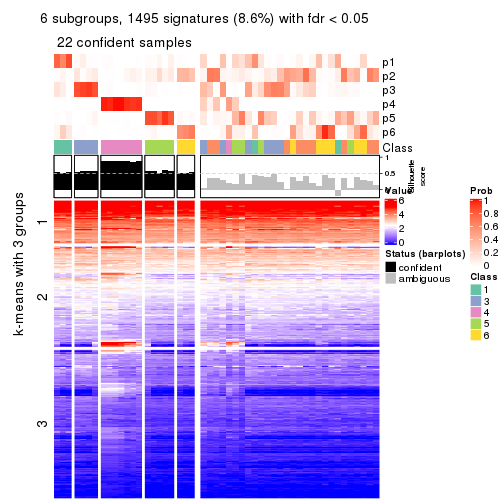 6 subgroups, 1495 signatures (8.6%) with fdr < 0.05
22 confident samples
p1
p2
p3
p4
p5
p6
Class
1
0.5
0
Silhouette
score
k-means with 3 groups
1
2
3
Value
6
4
2
0
Status (barplots)
confident
ambiguous
Prob
1
0.8
0.6
0.4
0.2
0
Class
1
3
4
5
6